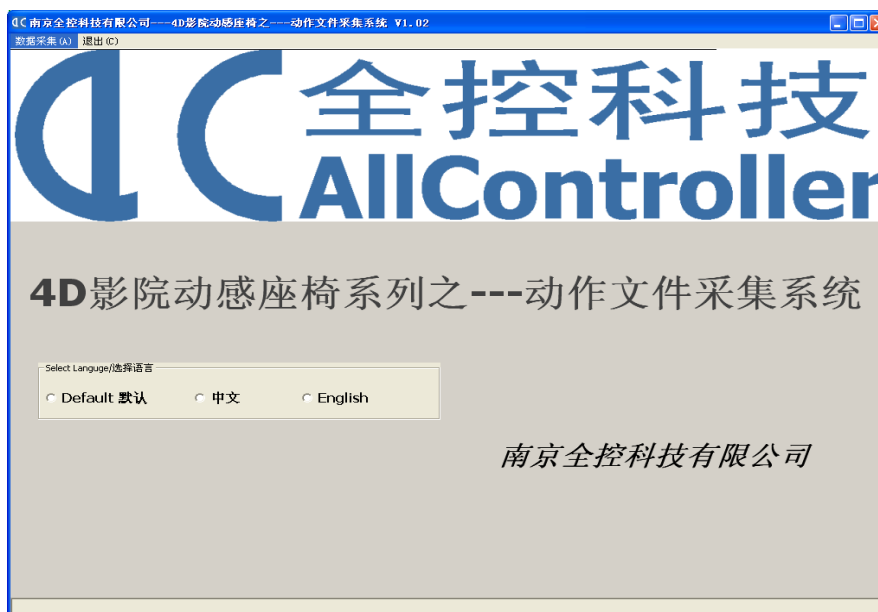 南京全控科技有限公司---4D影院动感座椅之---动作文件采集系统 V1.02
数据采集(A) 退出(C)
全控科技
AllController
4D影院动感座椅系列之---动作文件采集系统
Select Languge/选择语言
Default 默认 中文 English
南京全控科技有限公司